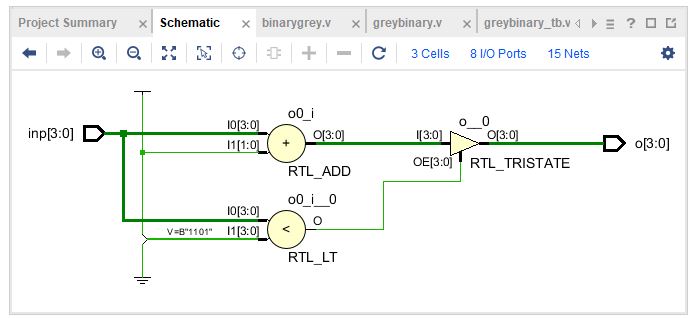 Project Summary × Schematic × binarygrey.v × greybinary.v × greybinary_tb.v
3 Cells 8 I/O Ports 15 Nets
o0_i
o__0
inp[3:0]
I0[3:0]
O[3:0]
I[3:0]
O[3:0]
o[3:0]
+
I1[1:0]
OE[3:0]
RTL_TRISTATE
RTL_ADD
o0_i__0
I0[3:0]
O
<
V=B"1101"
I1[3:0]
RTL_LT